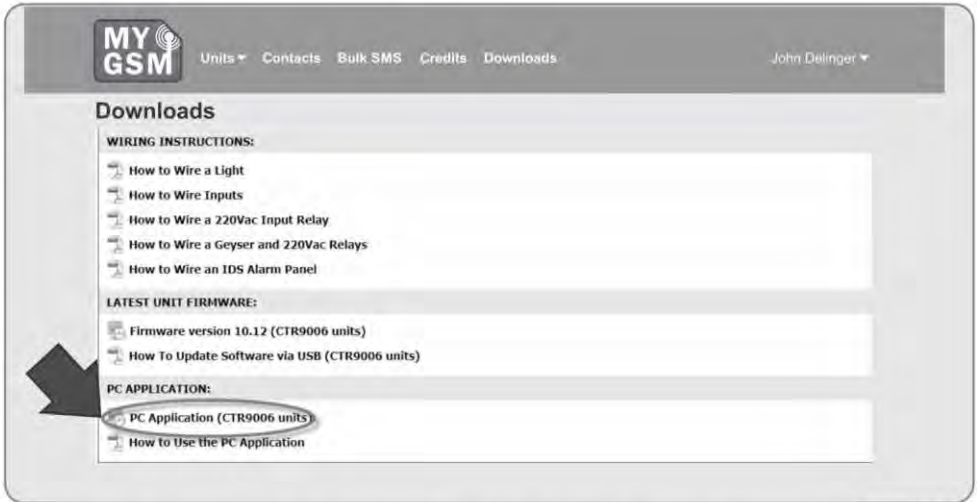 MY
GSM
Units Contacts Bulk SMS Credits Downloads John Delinger
Downloads
WIRING INSTRUCTIONS:
How to Wire a Light
How to Wire Inputs
How to Wire a 220Vac Input Relay
How to Wire a Geyser and 220Vac Relays
How to Wire an IDS Alarm Panel
LATEST UNIT FIRMWARE:
Firmware version 10.12 (CTR9006 units)
How To Update Software via USB (CTR9006 units)
PC APPLICATION:
PC Application (CTR9006 units)
How to Use the PC Application